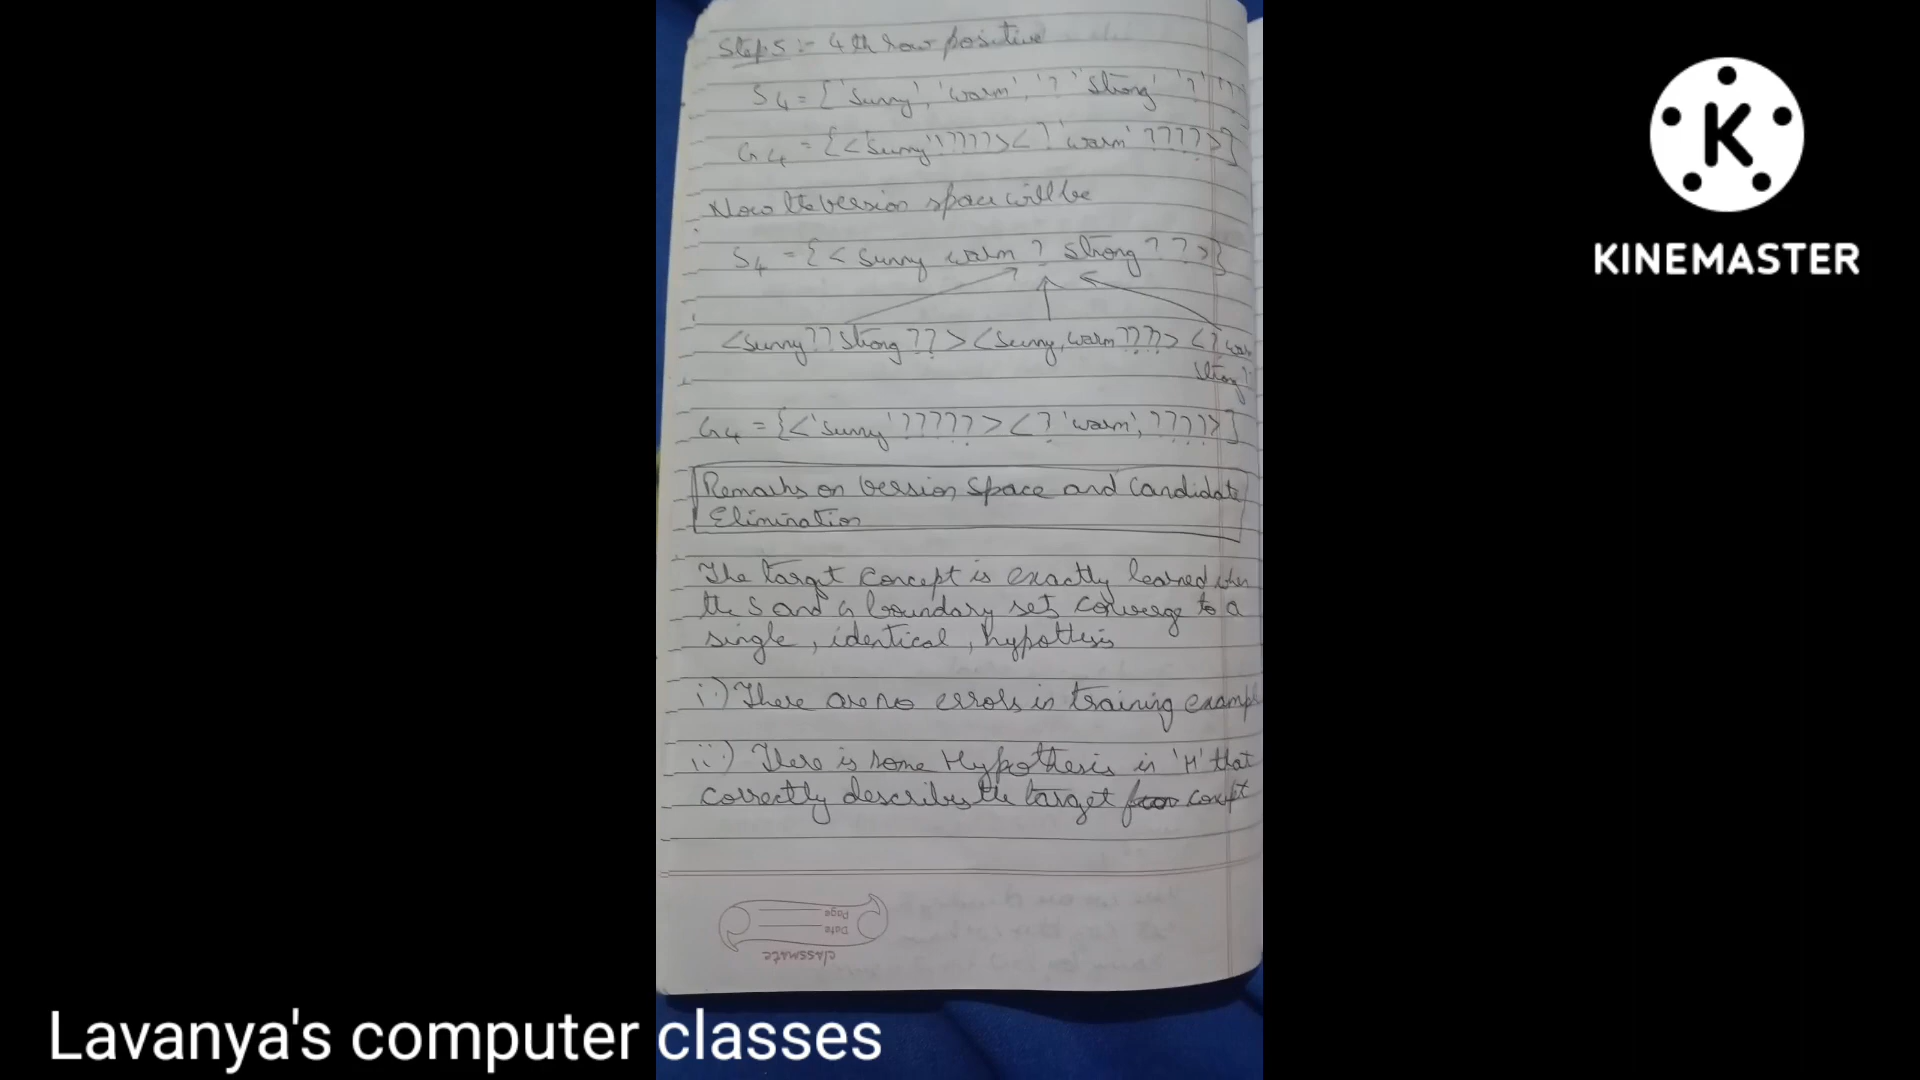 Step 5 :- 4 th row positive
S4 = { 'Sunny', 'warm', ? 'Strong' '?' '?'
G4 = {<'Sunny' ????> <? 'warm' ????>}
Now the version space will be
S4 = {< Sunny warm ? strong ? ? >}
<Sunny ?? Strong ?? > <Sunny, warm ????> <? war
Strong ?
G4 = {<'Sunny' ?????> <? 'warm', ????>}
Remarks on Version Space and Candidate
Elimination
The target concept is exactly learned when
the S and G boundary sets converge to a
single, identical, hypothesis
i.) There are no errors in training exampl
ii.) There is some Hypothesis in 'H' that
correctly describes the target
classmate
Date
Page
K
KINEMASTER
Lavanya's computer classes